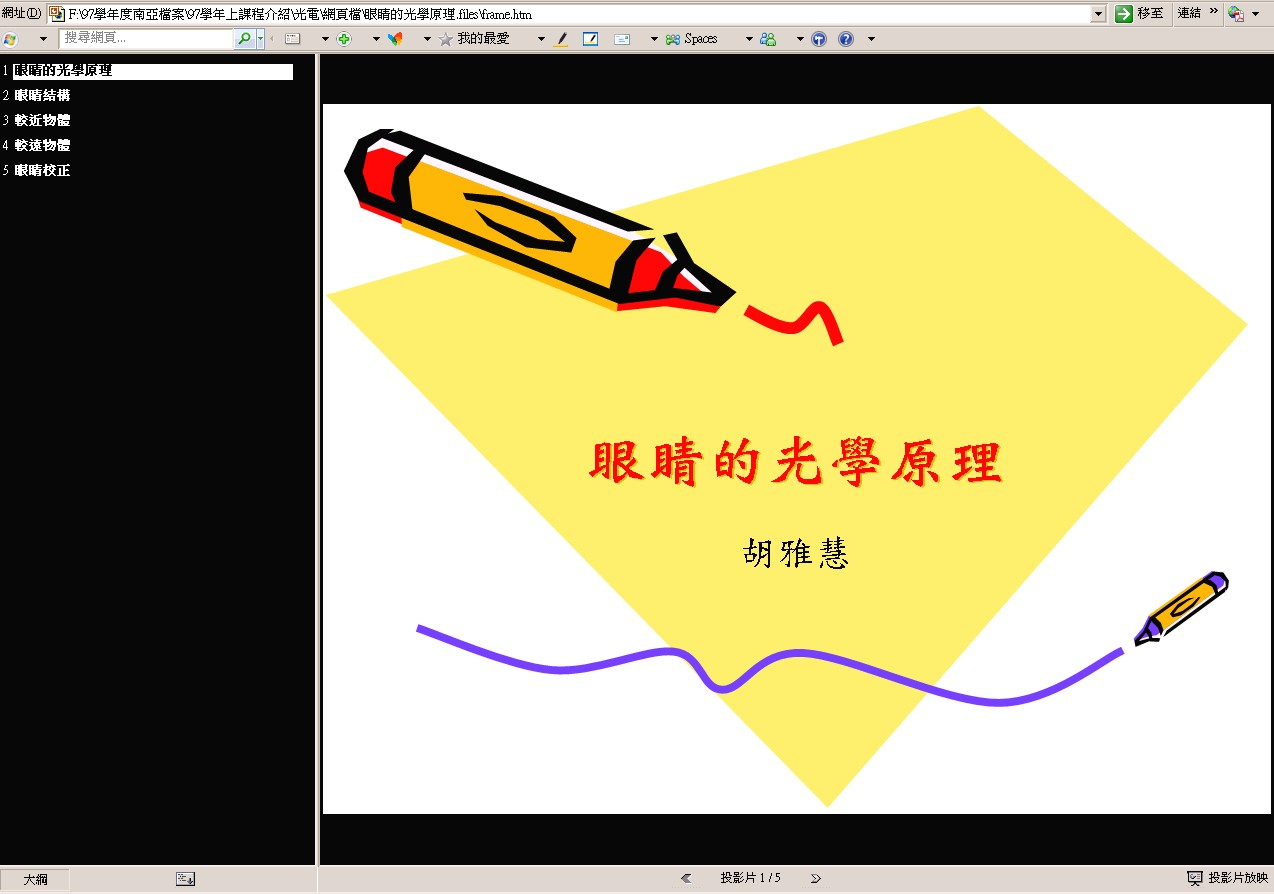 網址(D) F:\97學年度南亞檔案\97學年上課程介紹\光電\網頁檔\眼睛的光學原理.files\frame.htm 移至 連結 »
搜尋網頁... 我的最愛 Spaces
1 眼睛的光學原理
2 眼睛結構
3 較近物體
4 較遠物體
5 眼睛校正
眼睛的光學原理
胡雅慧
大綱 投影片 1 / 5 投影片放映